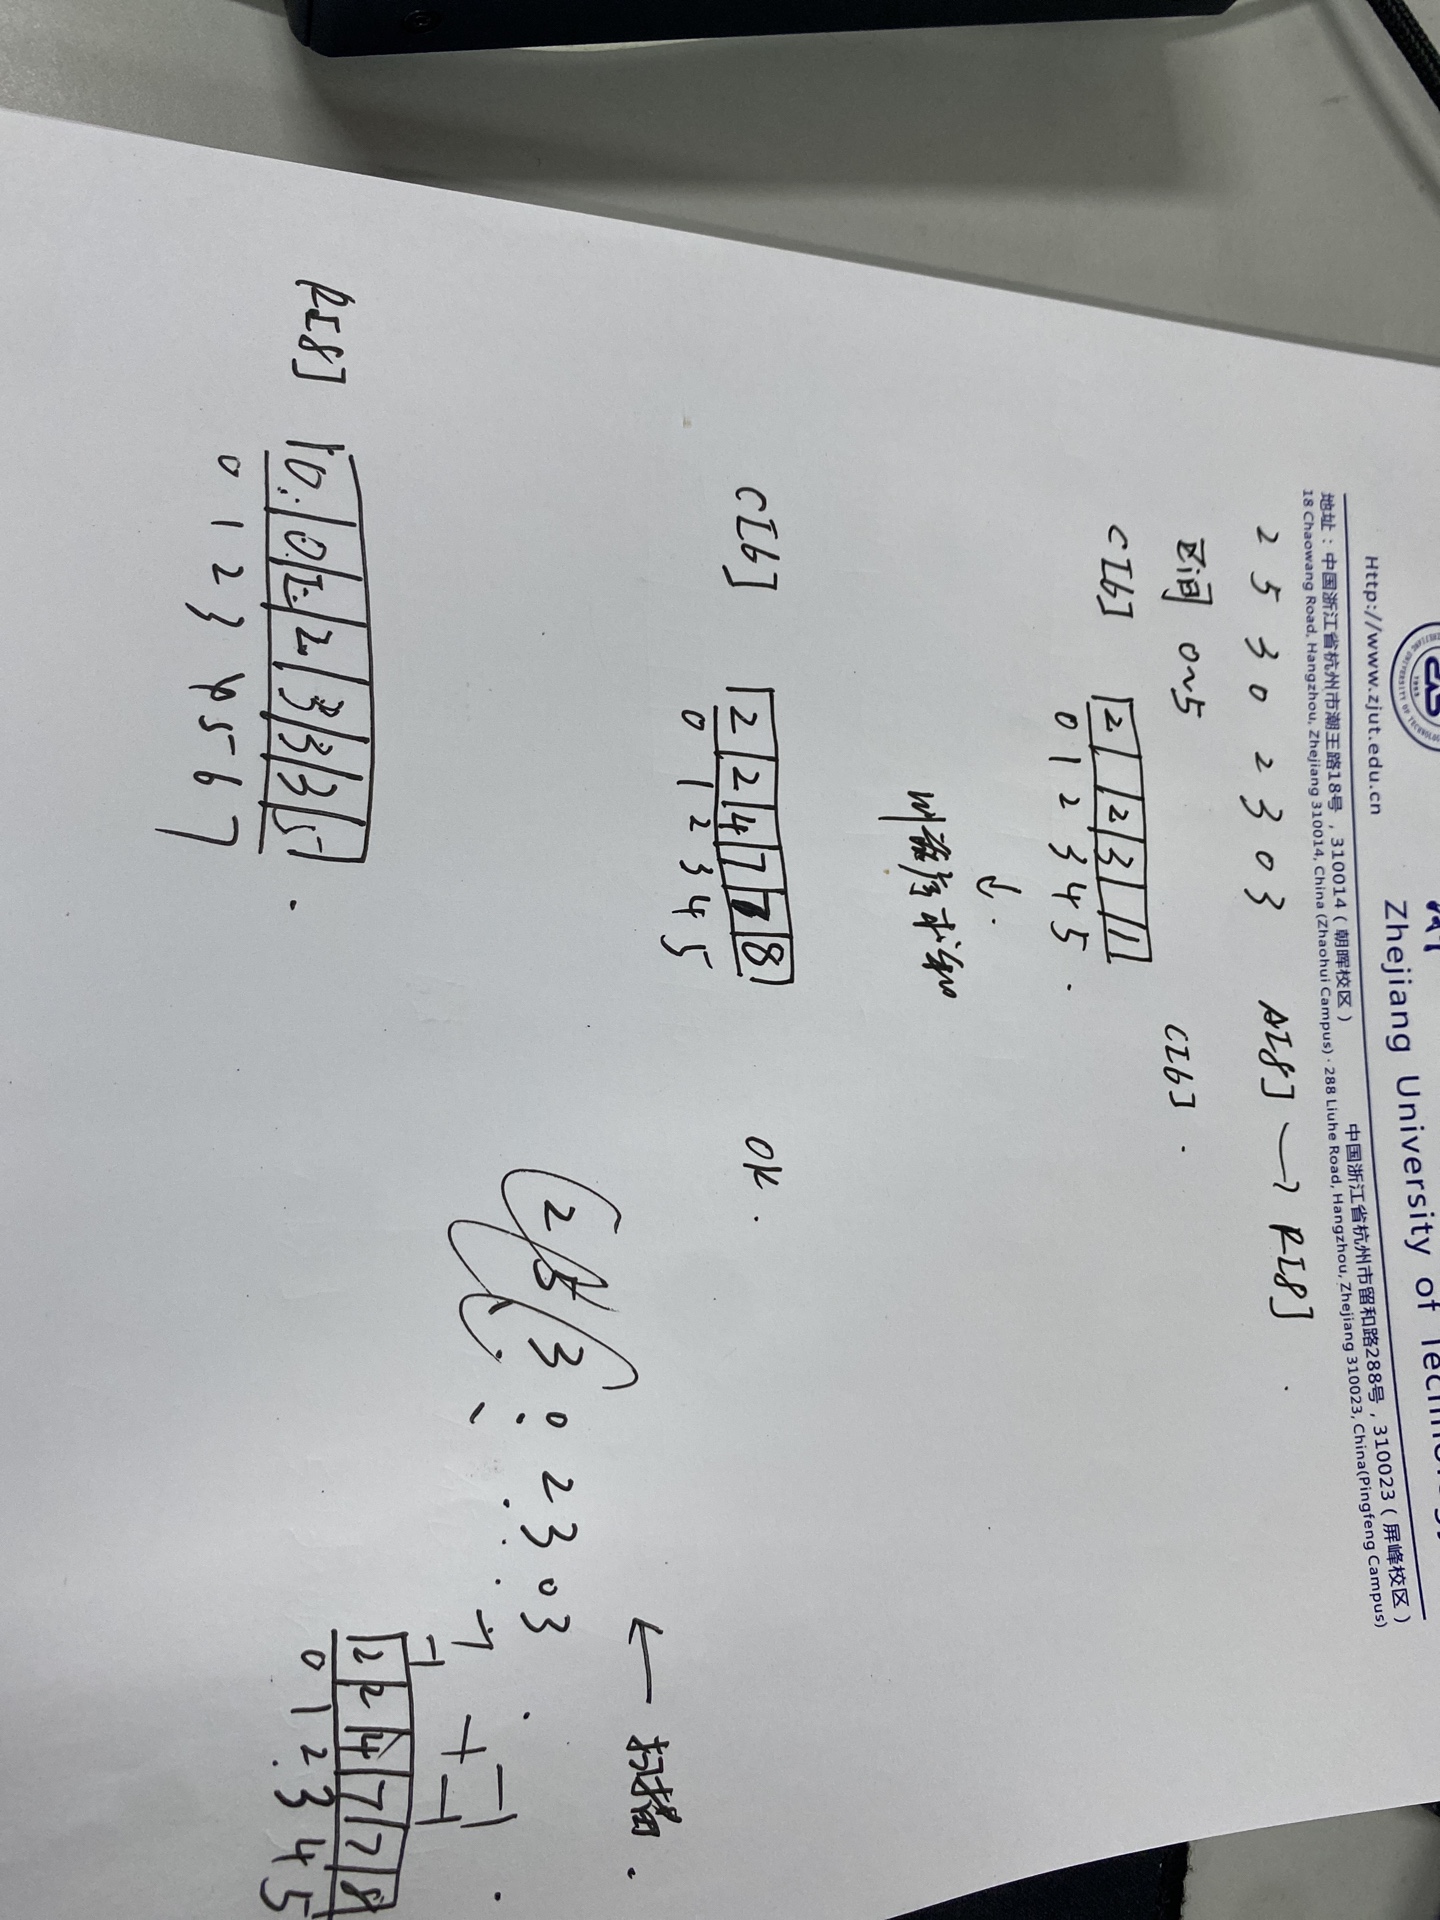 Zhejiang University of
Http://www.zjut.edu.cn
地址：中国浙江省杭州市潮王路18号，310014（朝晖校区） 中国浙江省杭州市留和路288号，310023（屏峰校区）
18 Chaowang Road, Hangzhou, Zhejiang 310014, China (Zhaohui Campus) · 288 Liuhe Road, Hangzhou, Zhejiang 310023, China(Pingfeng Campus)
2 5 3 0 2 3 0 3 A[8] → R[8]
区间 0~5 C[6].
C[6] 2 2 3 1
0 1 2 3 4 5
↓
求和
C[6] 2 2 4 7 7 8 OK.
0 1 2 3 4 5
← 扫描.
2 5 3 0 2 3 0 3
-1 -1
2 2 4 7 7 8
0 1 2 3 4 5
R[8] 0 0 2 2 3 3 3 5
0 1 2 3 4 5 6 7